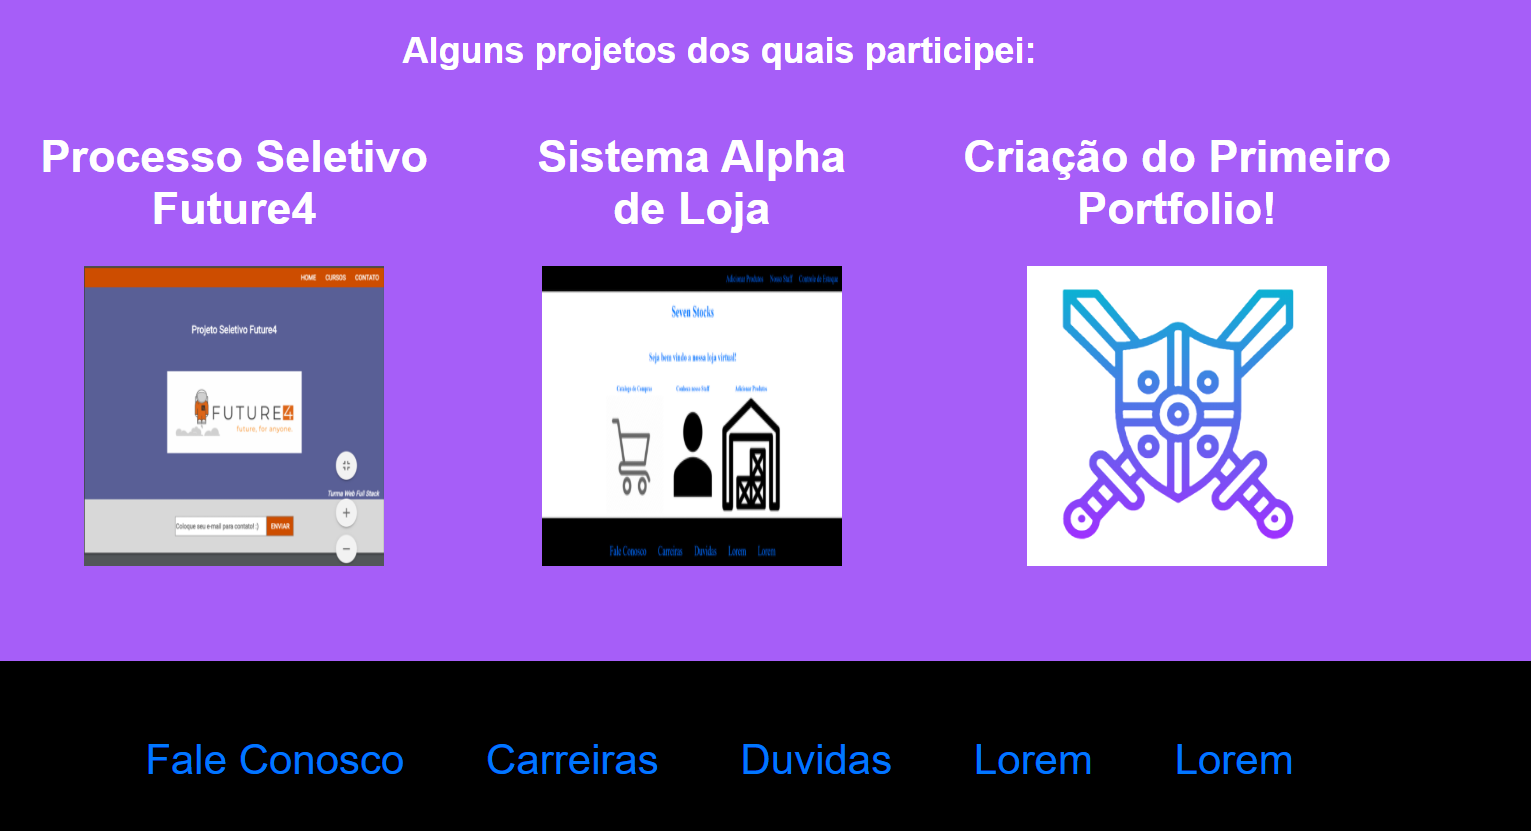 Alguns projetos dos quais participei:
Processo Seletivo
Future4
Sistema Alpha
de Loja
Criação do Primeiro
Portfolio!
HOME CURSOS CONTATO
Projeto Seletivo Future4
FUTURE4
future, for anyone.
Turma Web Full Stack
Coloque seu e-mail para contato! :) ENVIAR
+
−
Adicionar Produtos Nosso Staff Controle de Estoque
Seven Stocks
Seja bem vindo a nossa loja virtual!
Catalogo de Compras Conheca nosso Staff Adicionar Produtos
Fale Conosco Carreiras Duvidas Lorem Lorem
Fale Conosco Carreiras Duvidas Lorem Lorem